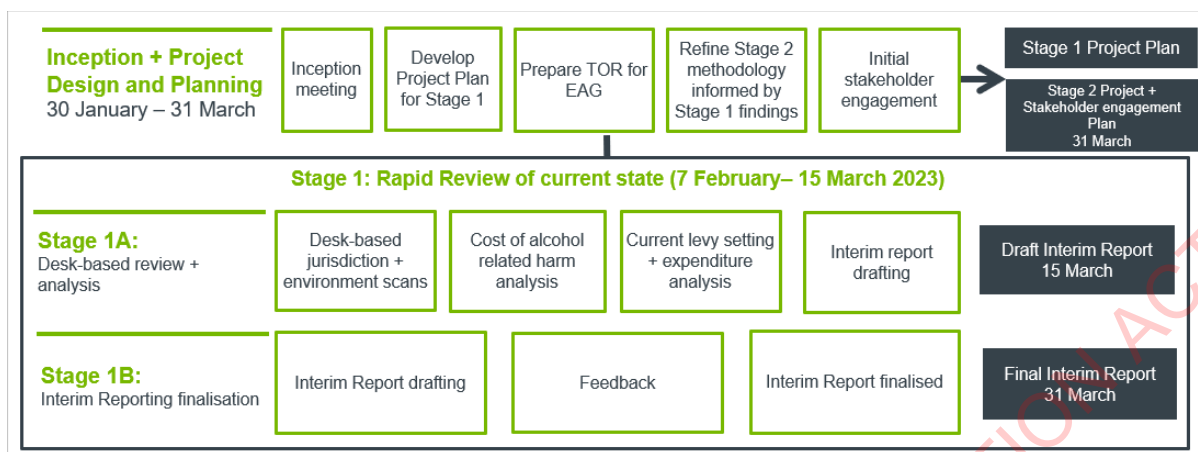 Inception + Project
Design and Planning
30 January – 31 March
Inception
meeting
Develop
Project Plan
for Stage 1
Prepare TOR for
EAG
Refine Stage 2
methodology
informed by
Stage 1 findings
Initial
stakeholder
engagement
Stage 1 Project Plan
Stage 2 Project +
Stakeholder engagement
Plan
31 March
Stage 1: Rapid Review of current state (7 February– 15 March 2023)
Stage 1A:
Desk-based review +
analysis
Desk-based
jurisdiction +
environment scans
Cost of alcohol
related harm
analysis
Current levy setting
+ expenditure
analysis
Interim report
drafting
Draft Interim Report
15 March
Stage 1B:
Interim Reporting finalisation
Interim Report drafting
Feedback
Interim Report finalised
Final Interim Report
31 March
TION ACT